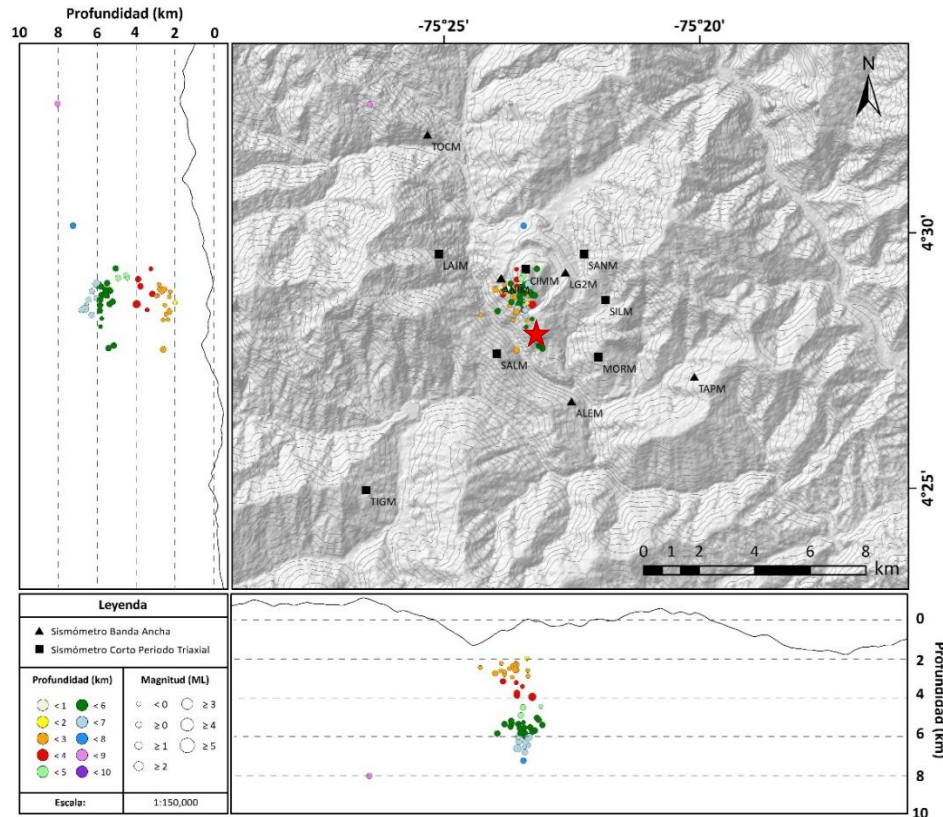 Profundidad (km)
10 8 6 4 2 0
-75°25'
-75°20'
N
TOCM
4°30'
LAJM
CIMM
SANM
LG2M
SILM
SALM
MORM
TAPM
ALEM
4°25'
TIGM
0 1 2 4 6 8
km
Leyenda
Sismómetro Banda Ancha
Sismómetro Corto Periodo Triaxial
Profundidad (km)
Magnitud (ML)
< 1
< 6
< 0
≥ 3
< 2
< 7
≥ 0
≥ 4
< 3
< 8
≥ 1
≥ 5
< 4
< 9
≥ 2
< 5
< 10
Escala:
1:150,000
0
2
4
6
8
10
Profundidad (km)